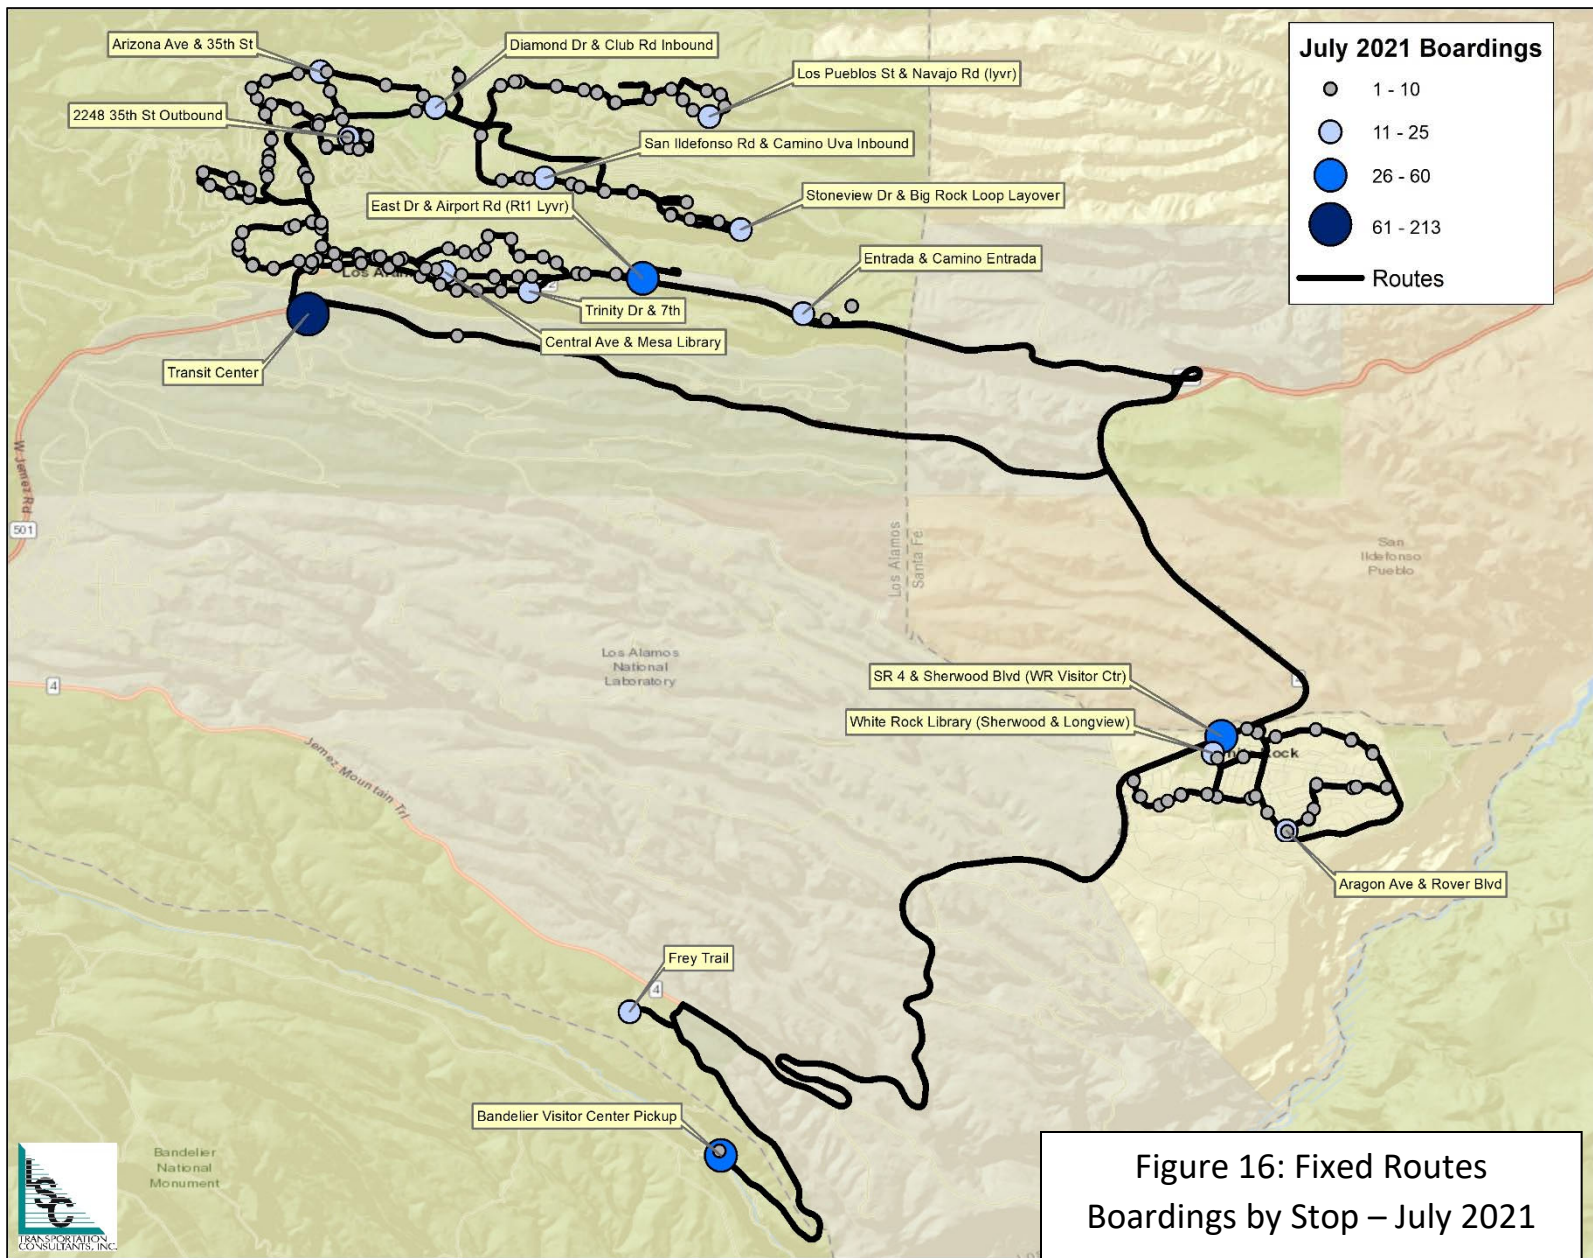 Arizona Ave & 35th St
Diamond Dr & Club Rd Inbound
Los Pueblos St & Navajo Rd (lyvr)
2248 35th St Outbound
San Ildefonso Rd & Camino Uva Inbound
East Dr & Airport Rd (Rt1 Lyvr)
Stoneview Dr & Big Rock Loop Layover
Entrada & Camino Entrada
Trinity Dr & 7th
Central Ave & Mesa Library
Transit Center
July 2021 Boardings
1 - 10
11 - 25
26 - 60
61 - 213
Routes
W Jemez Rd
501
Los Alamos
Santa Fé
San
Ildefonso
Pueblo
Los Alamos
National
Laboratory
4
Jemez Mountain Trl
SR 4 & Sherwood Blvd (WR Visitor Ctr)
White Rock Library (Sherwood & Longview)
Rock
Aragon Ave & Rover Blvd
Frey Trail
4
Bandelier Visitor Center Pickup
Bandelier
National
Monument
LSC
TRANSPORTATION
CONSULTANTS, INC.
Figure 16: Fixed Routes
Boardings by Stop – July 2021